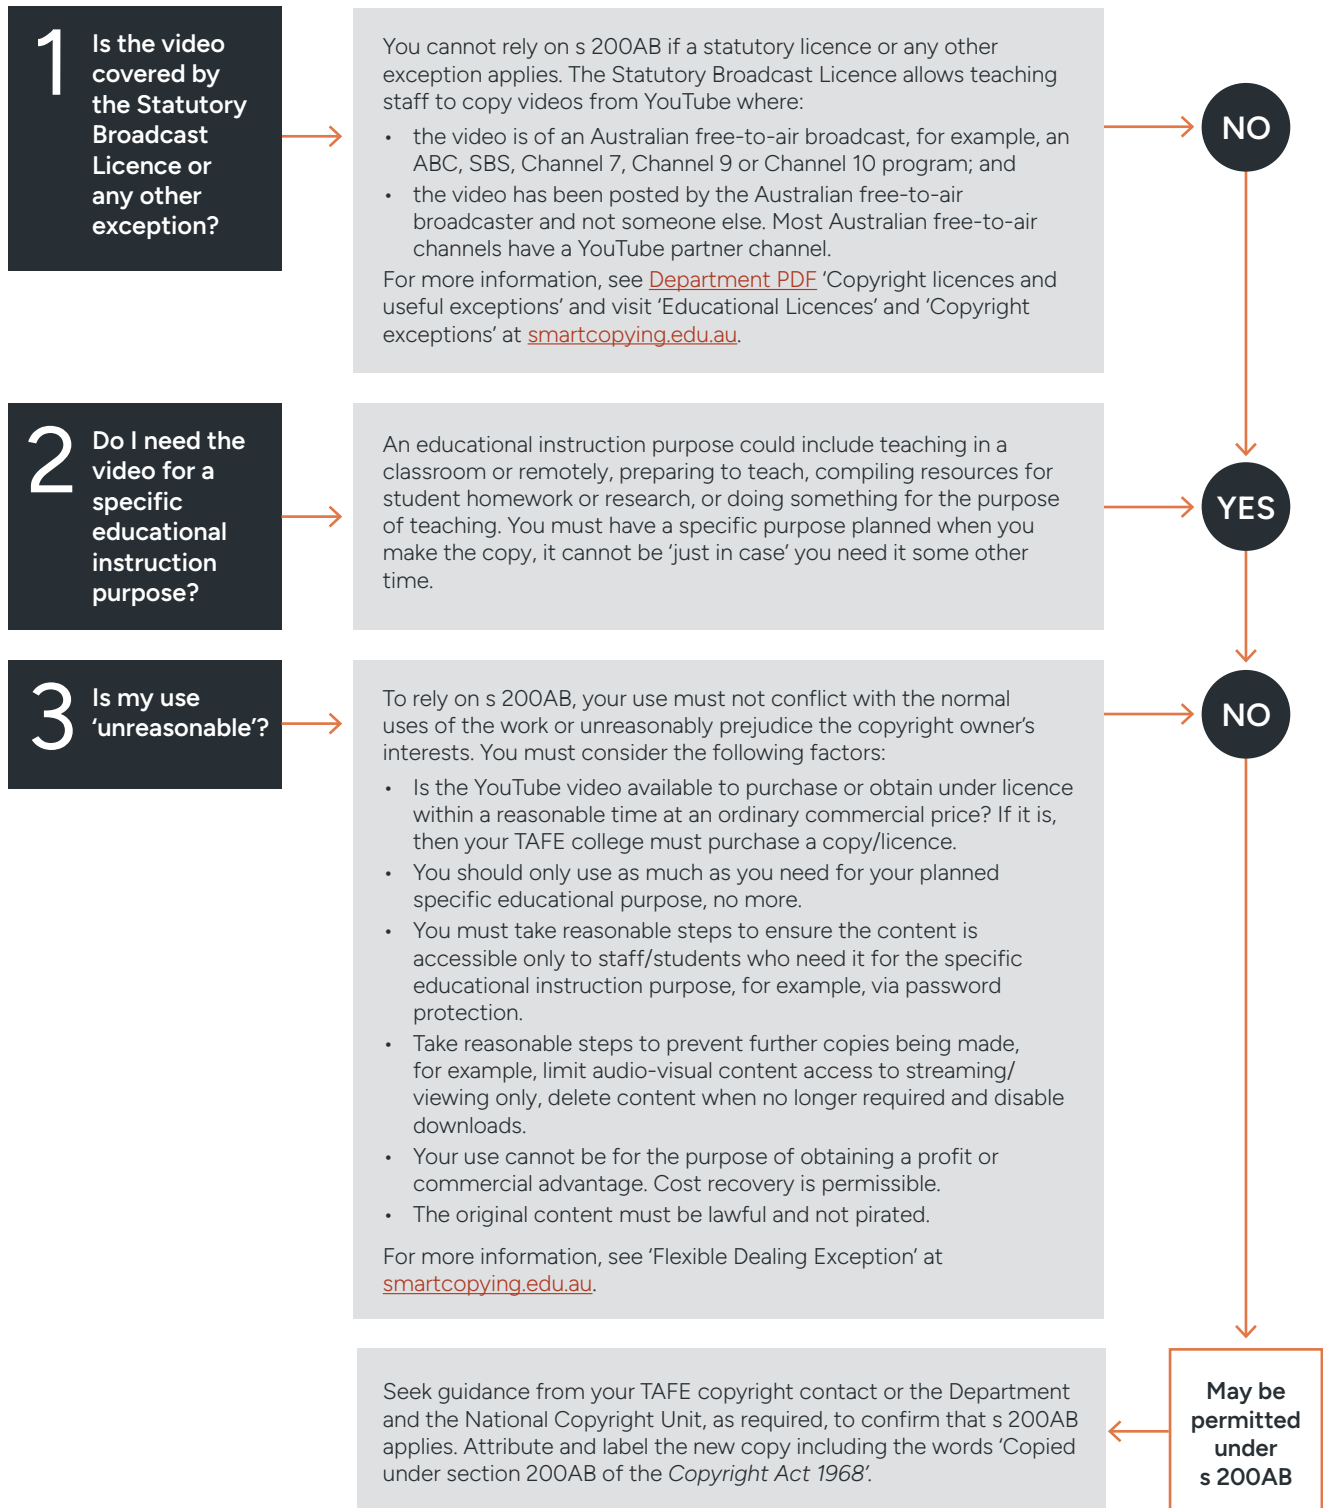 1
Is the video
covered by
the Statutory
Broadcast
Licence or
any other
exception?
You cannot rely on s 200AB if a statutory licence or any other
exception applies. The Statutory Broadcast Licence allows teaching
staff to copy videos from YouTube where:
• the video is of an Australian free-to-air broadcast, for example, an
ABC, SBS, Channel 7, Channel 9 or Channel 10 program; and
• the video has been posted by the Australian free-to-air
broadcaster and not someone else. Most Australian free-to-air
channels have a YouTube partner channel.
For more information, see Department PDF ‘Copyright licences and
useful exceptions’ and visit ‘Educational Licences’ and ‘Copyright
exceptions’ at smartcopying.edu.au.
NO
2
Do I need the
video for a
specific
educational
instruction
purpose?
An educational instruction purpose could include teaching in a
classroom or remotely, preparing to teach, compiling resources for
student homework or research, or doing something for the purpose
of teaching. You must have a specific purpose planned when you
make the copy, it cannot be ‘just in case’ you need it some other
time.
YES
3
Is my use
‘unreasonable’?
To rely on s 200AB, your use must not conflict with the normal
uses of the work or unreasonably prejudice the copyright owner’s
interests. You must consider the following factors:
• Is the YouTube video available to purchase or obtain under licence
within a reasonable time at an ordinary commercial price? If it is,
then your TAFE college must purchase a copy/licence.
• You should only use as much as you need for your planned
specific educational purpose, no more.
• You must take reasonable steps to ensure the content is
accessible only to staff/students who need it for the specific
educational instruction purpose, for example, via password
protection.
• Take reasonable steps to prevent further copies being made,
for example, limit audio-visual content access to streaming/
viewing only, delete content when no longer required and disable
downloads.
• Your use cannot be for the purpose of obtaining a profit or
commercial advantage. Cost recovery is permissible.
• The original content must be lawful and not pirated.
For more information, see ‘Flexible Dealing Exception’ at
smartcopying.edu.au.
NO
May be
permitted
under
s 200AB
Seek guidance from your TAFE copyright contact or the Department
and the National Copyright Unit, as required, to confirm that s 200AB
applies. Attribute and label the new copy including the words ‘Copied
under section 200AB of the Copyright Act 1968’.